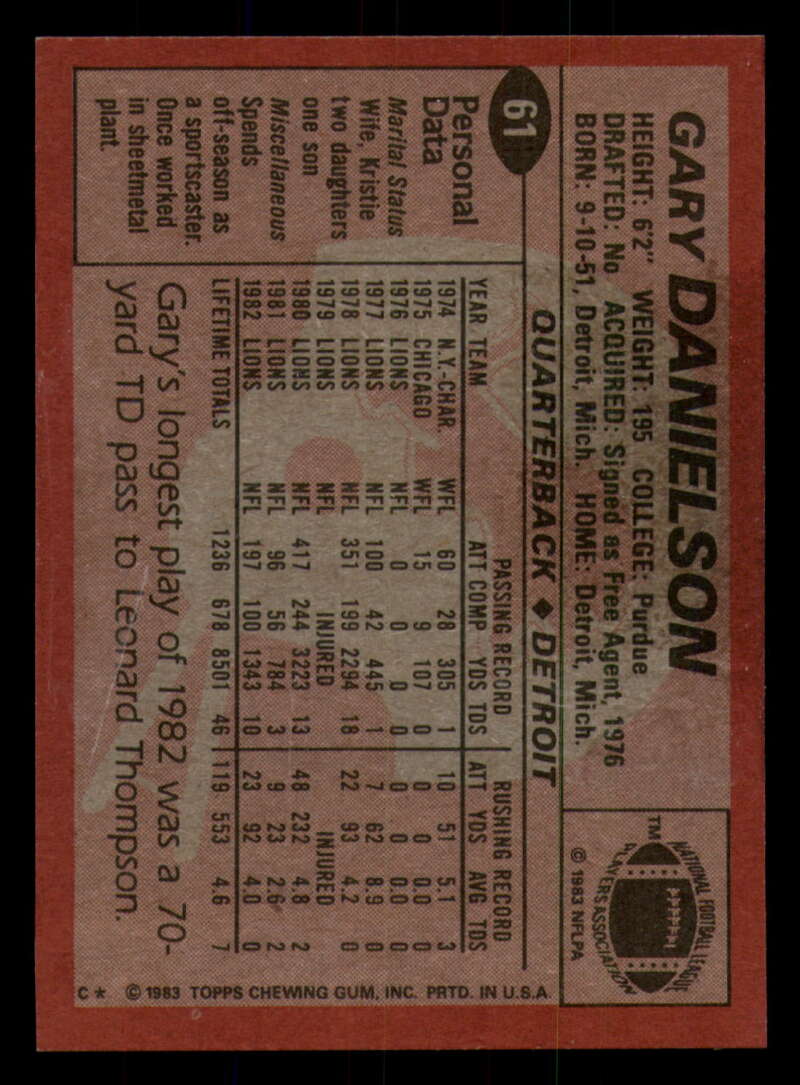 GARY DANIELSON
HEIGHT: 6'2" WEIGHT: 195 COLLEGE: Purdue
DRAFTED: No ACQUIRED: Signed as Free Agent, 1976
BORN: 9-10-51, Detroit, Mich. HOME: Detroit, Mich.
NATIONAL FOOTBALL LEAGUE
PLAYERS ASSOCIATION
TM
© 1983 NFLPA
61
QUARTERBACK ◆ DETROIT
Personal
Data
Marital Status
Wife, Kristie
two daughters
one son
Miscellaneous
Spends
off-season as
a sportscaster.
Once worked
in sheetmetal
plant.
PASSING RECORD RUSHING RECORD
YEAR TEAM ATT COMP YDS TDS ATT YDS AVG TDS
1974 N.Y.-CHAR. WFL 60 28 305 1 10 51 5.1 3
1975 CHICAGO WFL 15 9 107 0 0 0 0.0 0
1976 LIONS NFL 0 0 0 0 0 0 0.0 0
1977 LIONS NFL 100 42 445 1 7 62 8.9 0
1978 LIONS NFL 351 199 2294 18 22 93 4.2 0
1979 LIONS NFL INJURED INJURED
1980 LIONS NFL 417 244 3223 13 48 232 4.8 2
1981 LIONS NFL 96 56 784 3 9 23 2.6 2
1982 LIONS NFL 197 100 1343 10 23 92 4.0 0
LIFETIME TOTALS 1236 678 8501 46 119 553 4.6 7
Gary's longest play of 1982 was a 70-
yard TD pass to Leonard Thompson.
C* © 1983 TOPPS CHEWING GUM, INC. PRTD. IN U.S.A.